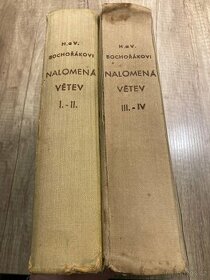 H. a V.
BOCHOŘÁKOVI
NALOMENÁ
VĚTEV
I.-II.
H. a V.
BOCHOŘÁKOVI
NALOMENÁ
VĚTEV
III.-IV